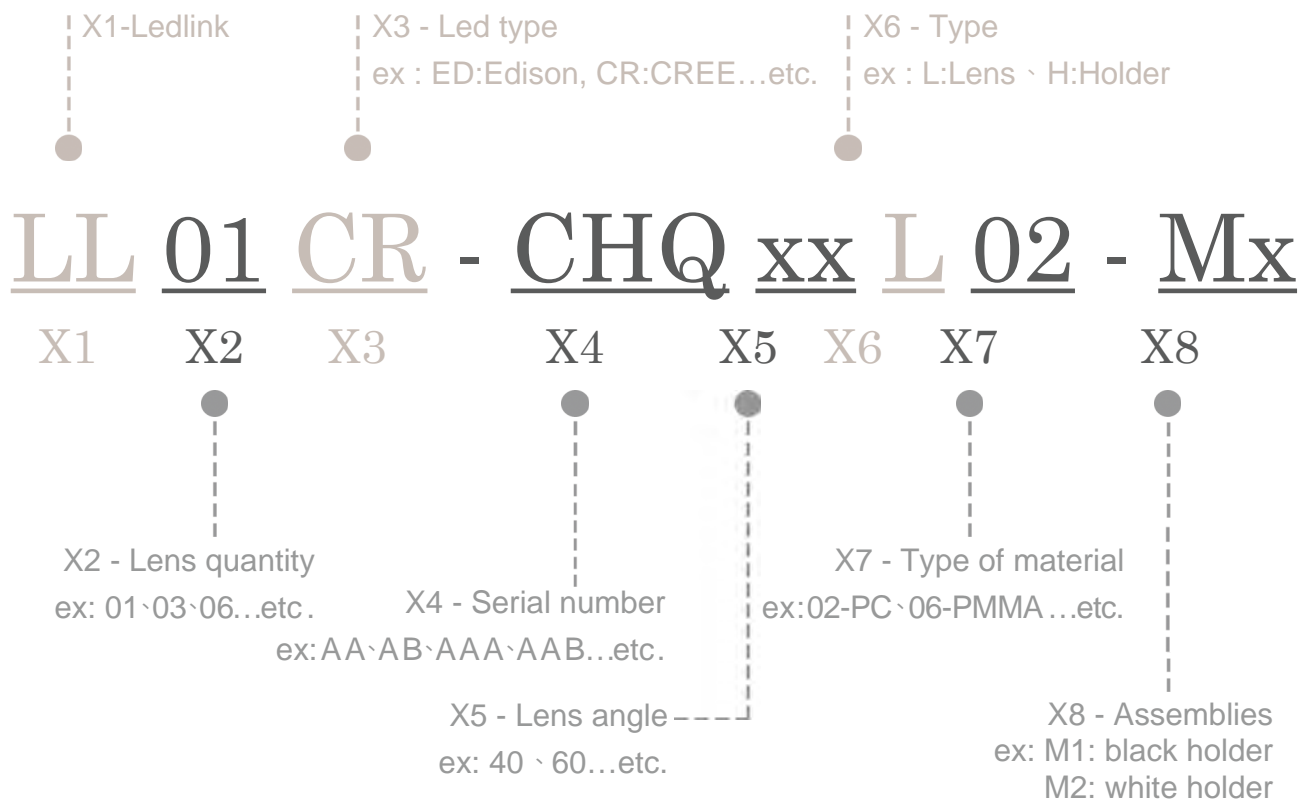 X1-Ledlink
X3 - Led type
ex : ED:Edison, CR:CREE…etc.
X6 - Type
ex : L:Lens、H:Holder
LL 01 CR - CHQ xx L 02 - Mx
X1 X2 X3 X4 X5 X6 X7 X8
X2 - Lens quantity
ex: 01、03、06…etc.
X4 - Serial number
ex:AA、AB、AAA、AAB…etc.
X7 - Type of material
ex:02-PC、06-PMMA…etc.
X5 - Lens angle
ex: 40 、60…etc.
X8 - Assemblies
ex: M1: black holder
M2: white holder